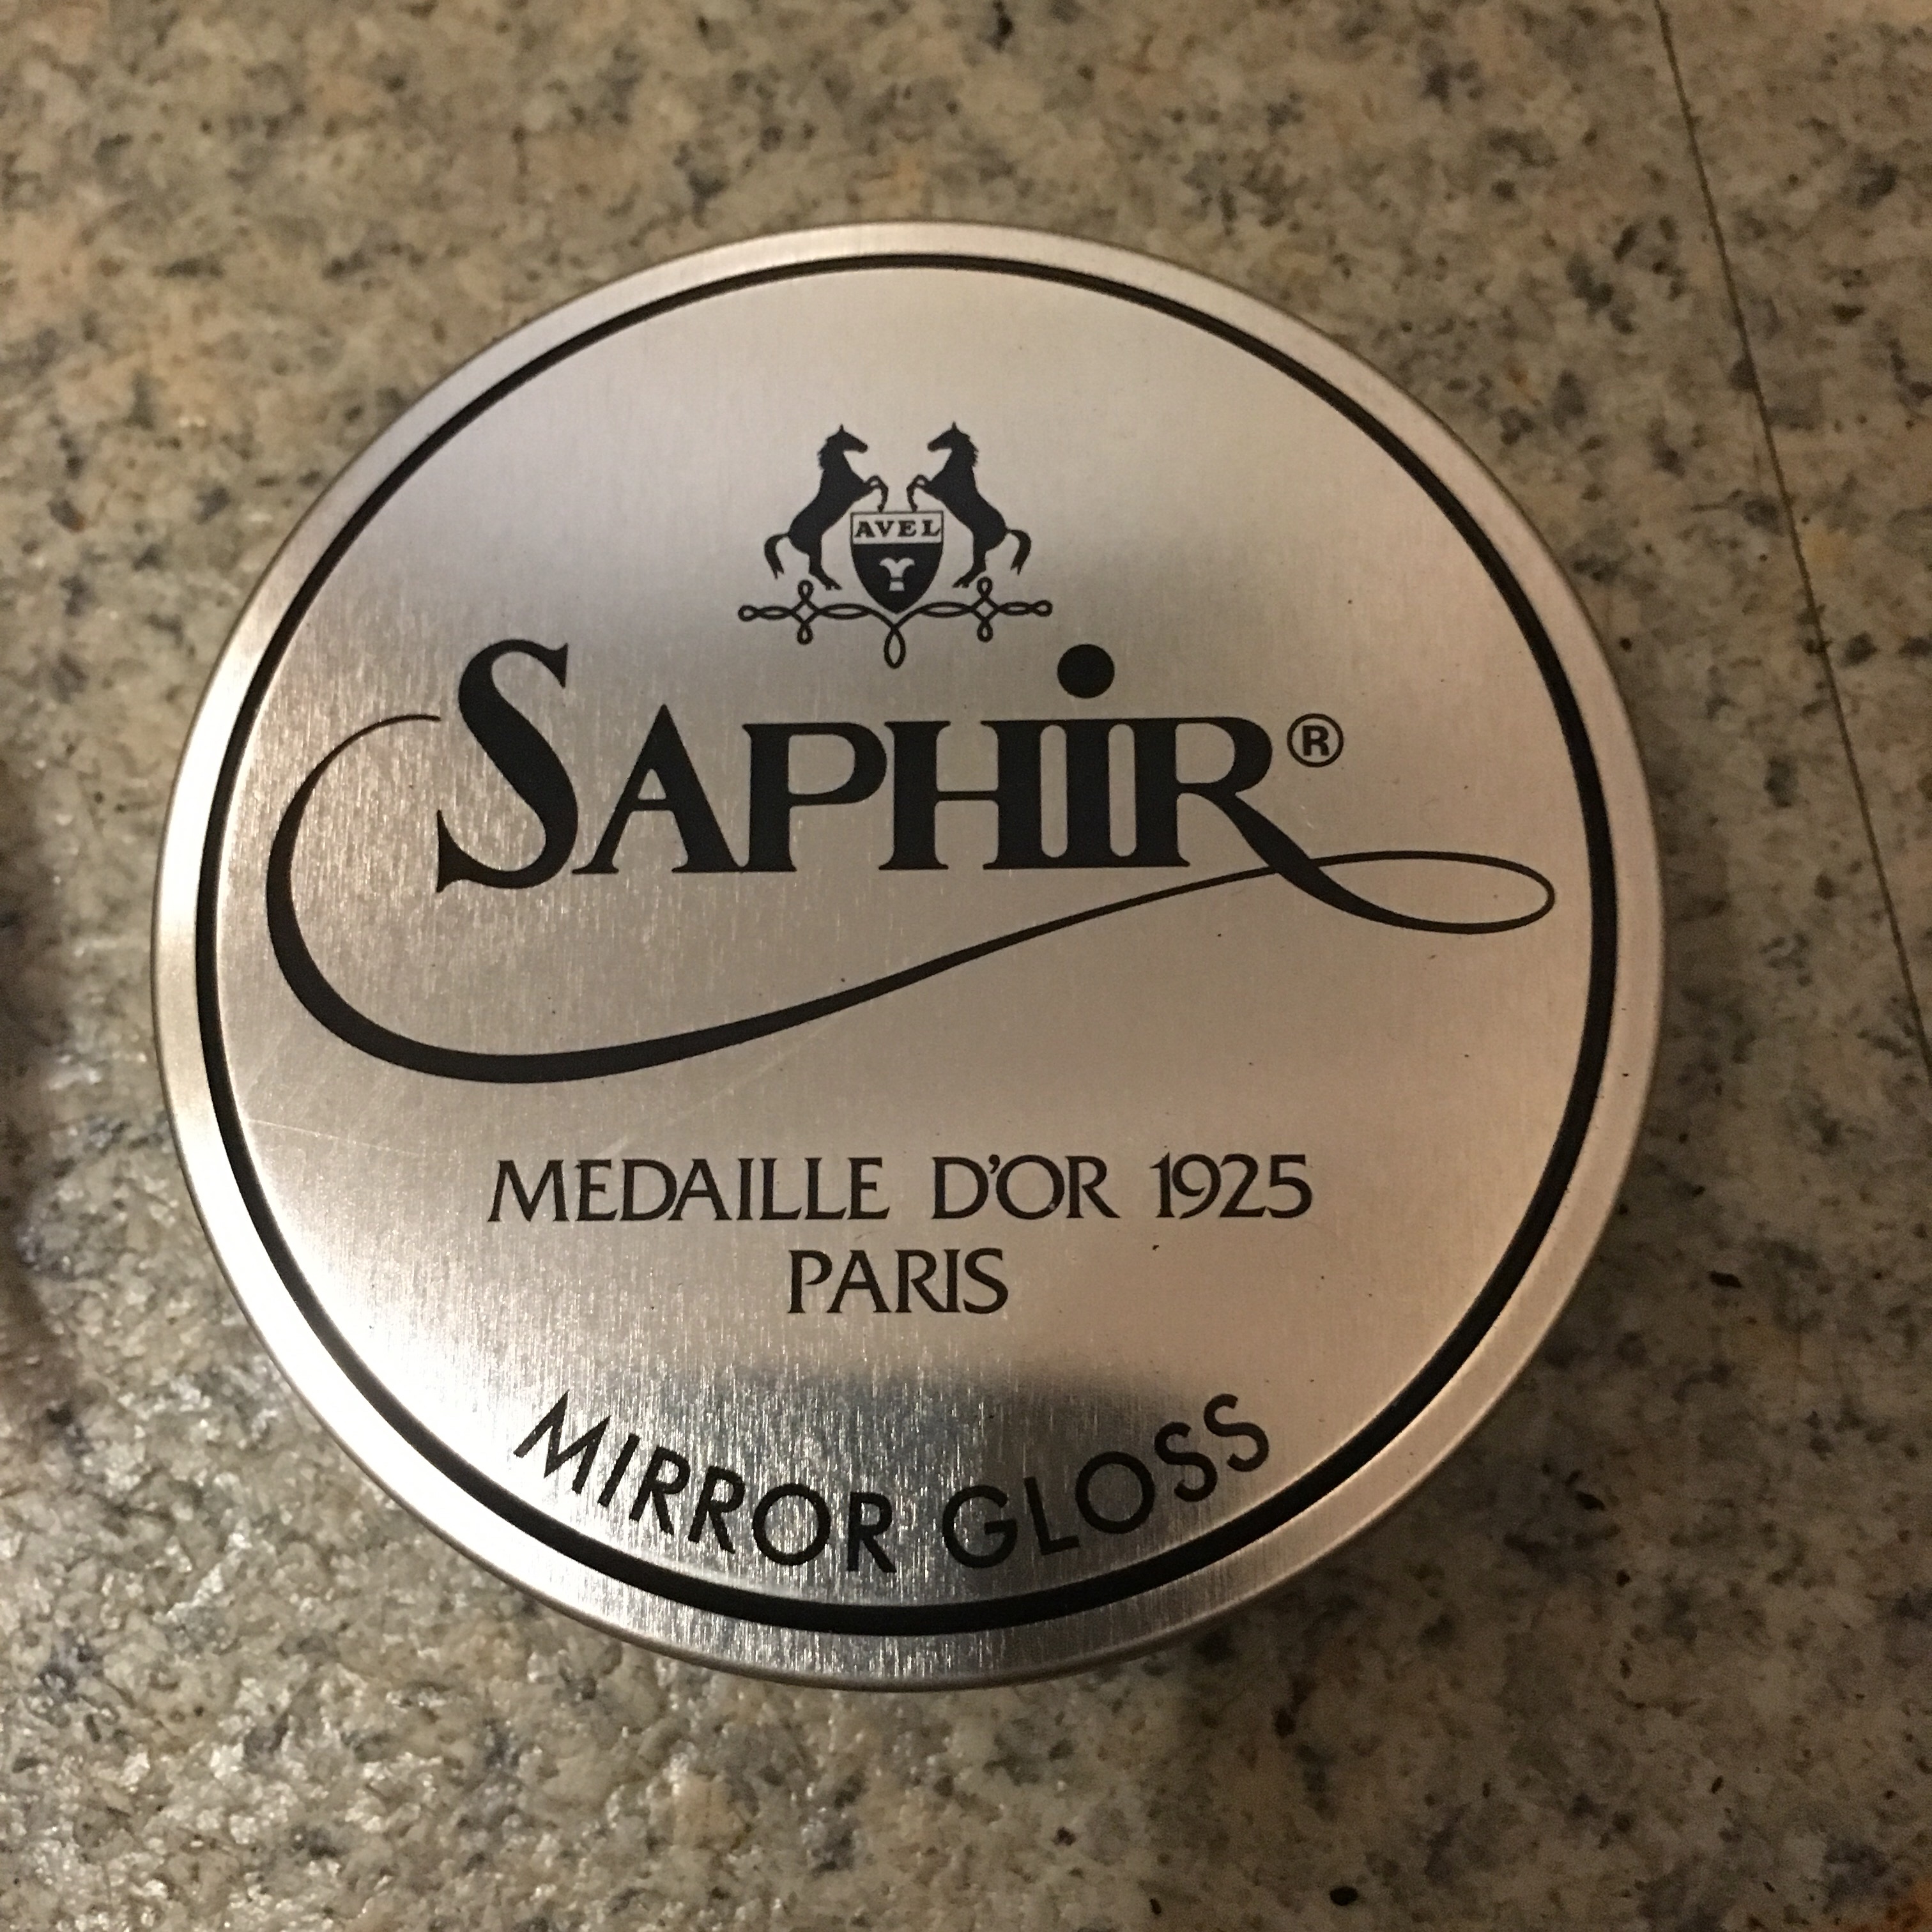 AVEL
SAPHiR®
MEDAILLE D'OR 1925
PARIS
MIRROR GLOSS